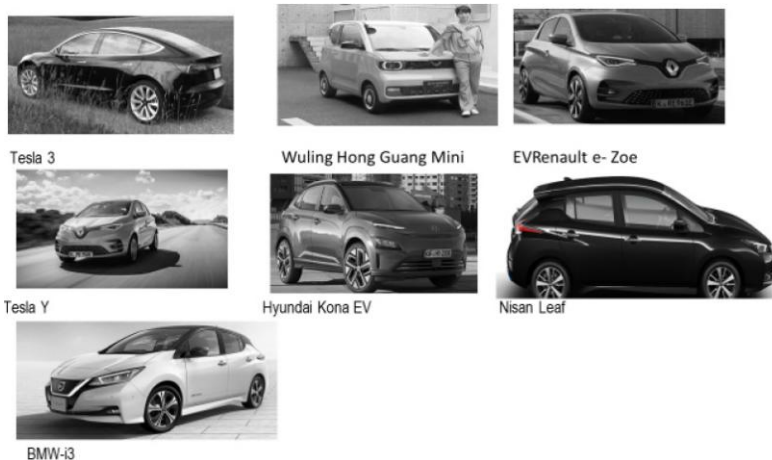 Tesla 3
Wuling Hong Guang Mini
EVRenault e- Zoe
Tesla Y
Hyundai Kona EV
Nisan Leaf
BMW-i3